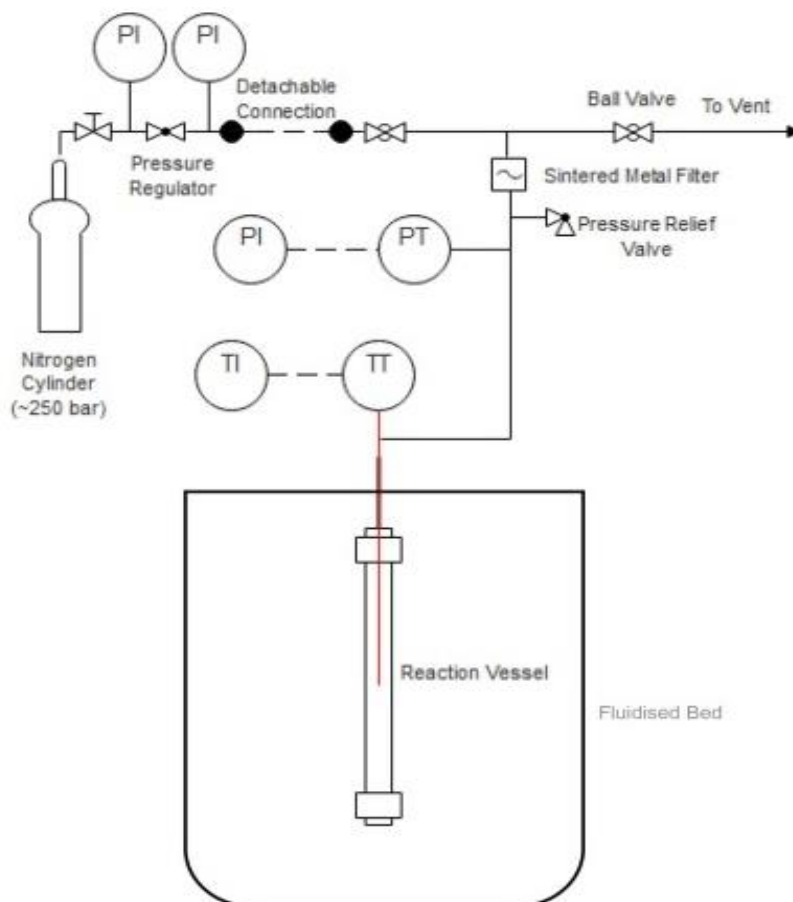 PI
PI
Detachable
Connection
Ball Valve
To Vent
Pressure
Regulator
Sintered Metal Filter
PI
PT
Pressure Relief
Valve
TI
TT
Nitrogen
Cylinder
(~250 bar)
Reaction Vessel
Fluidised Bed